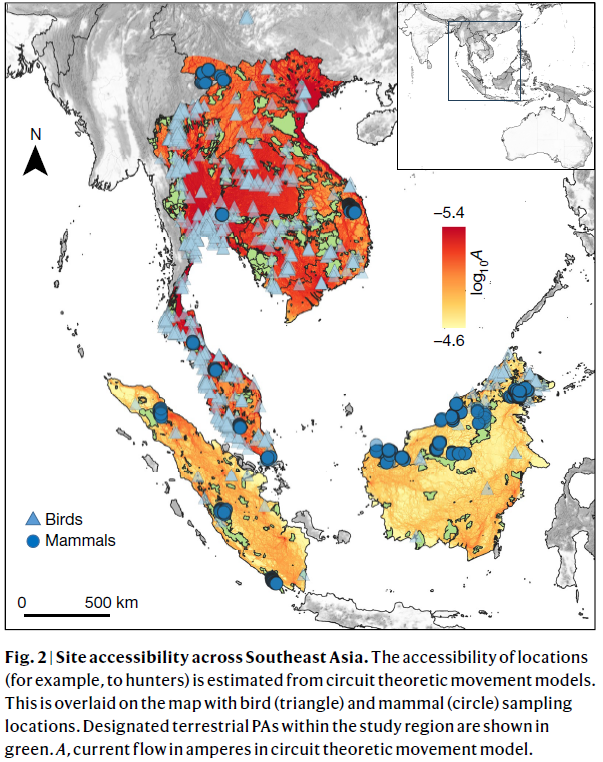 N
–5.4
log10A
–4.6
Birds
Mammals
0 500 km
Fig. 2 | Site accessibility across Southeast Asia. The accessibility of locations
(for example, to hunters) is estimated from circuit theoretic movement models.
This is overlaid on the map with bird (triangle) and mammal (circle) sampling
locations. Designated terrestrial PAs within the study region are shown in
green. A, current flow in amperes in circuit theoretic movement model.